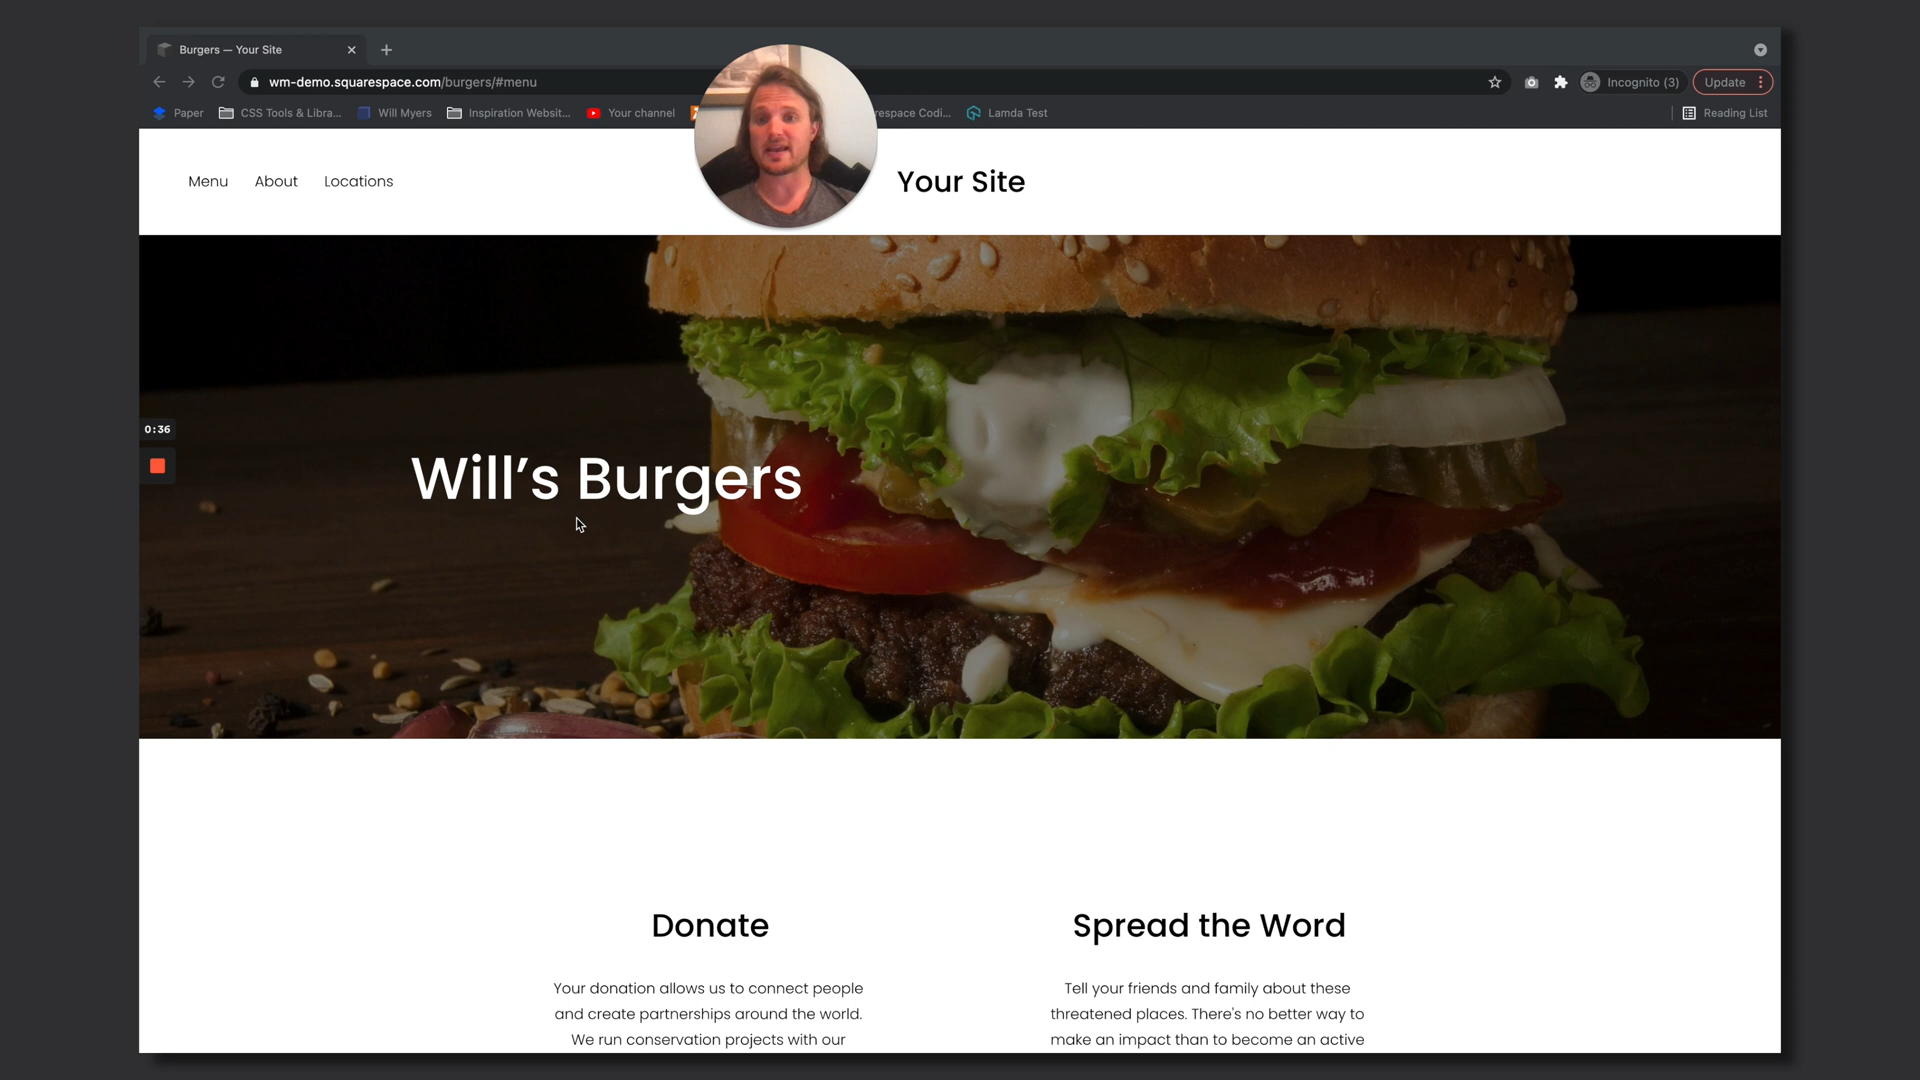 Burgers — Your Site
wm-demo.squarespace.com/burgers/#menu
Incognito (3)
Update
Paper
CSS Tools & Libra...
Will Myers
Inspiration Websit...
Your channel
respace Codi...
Lamda Test
Reading List
Menu
About
Locations
Your Site
0:36
Will’s Burgers
Donate
Your donation allows us to connect people
and create partnerships around the world.
We run conservation projects with our
Spread the Word
Tell your friends and family about these
threatened places. There's no better way to
make an impact than to become an active